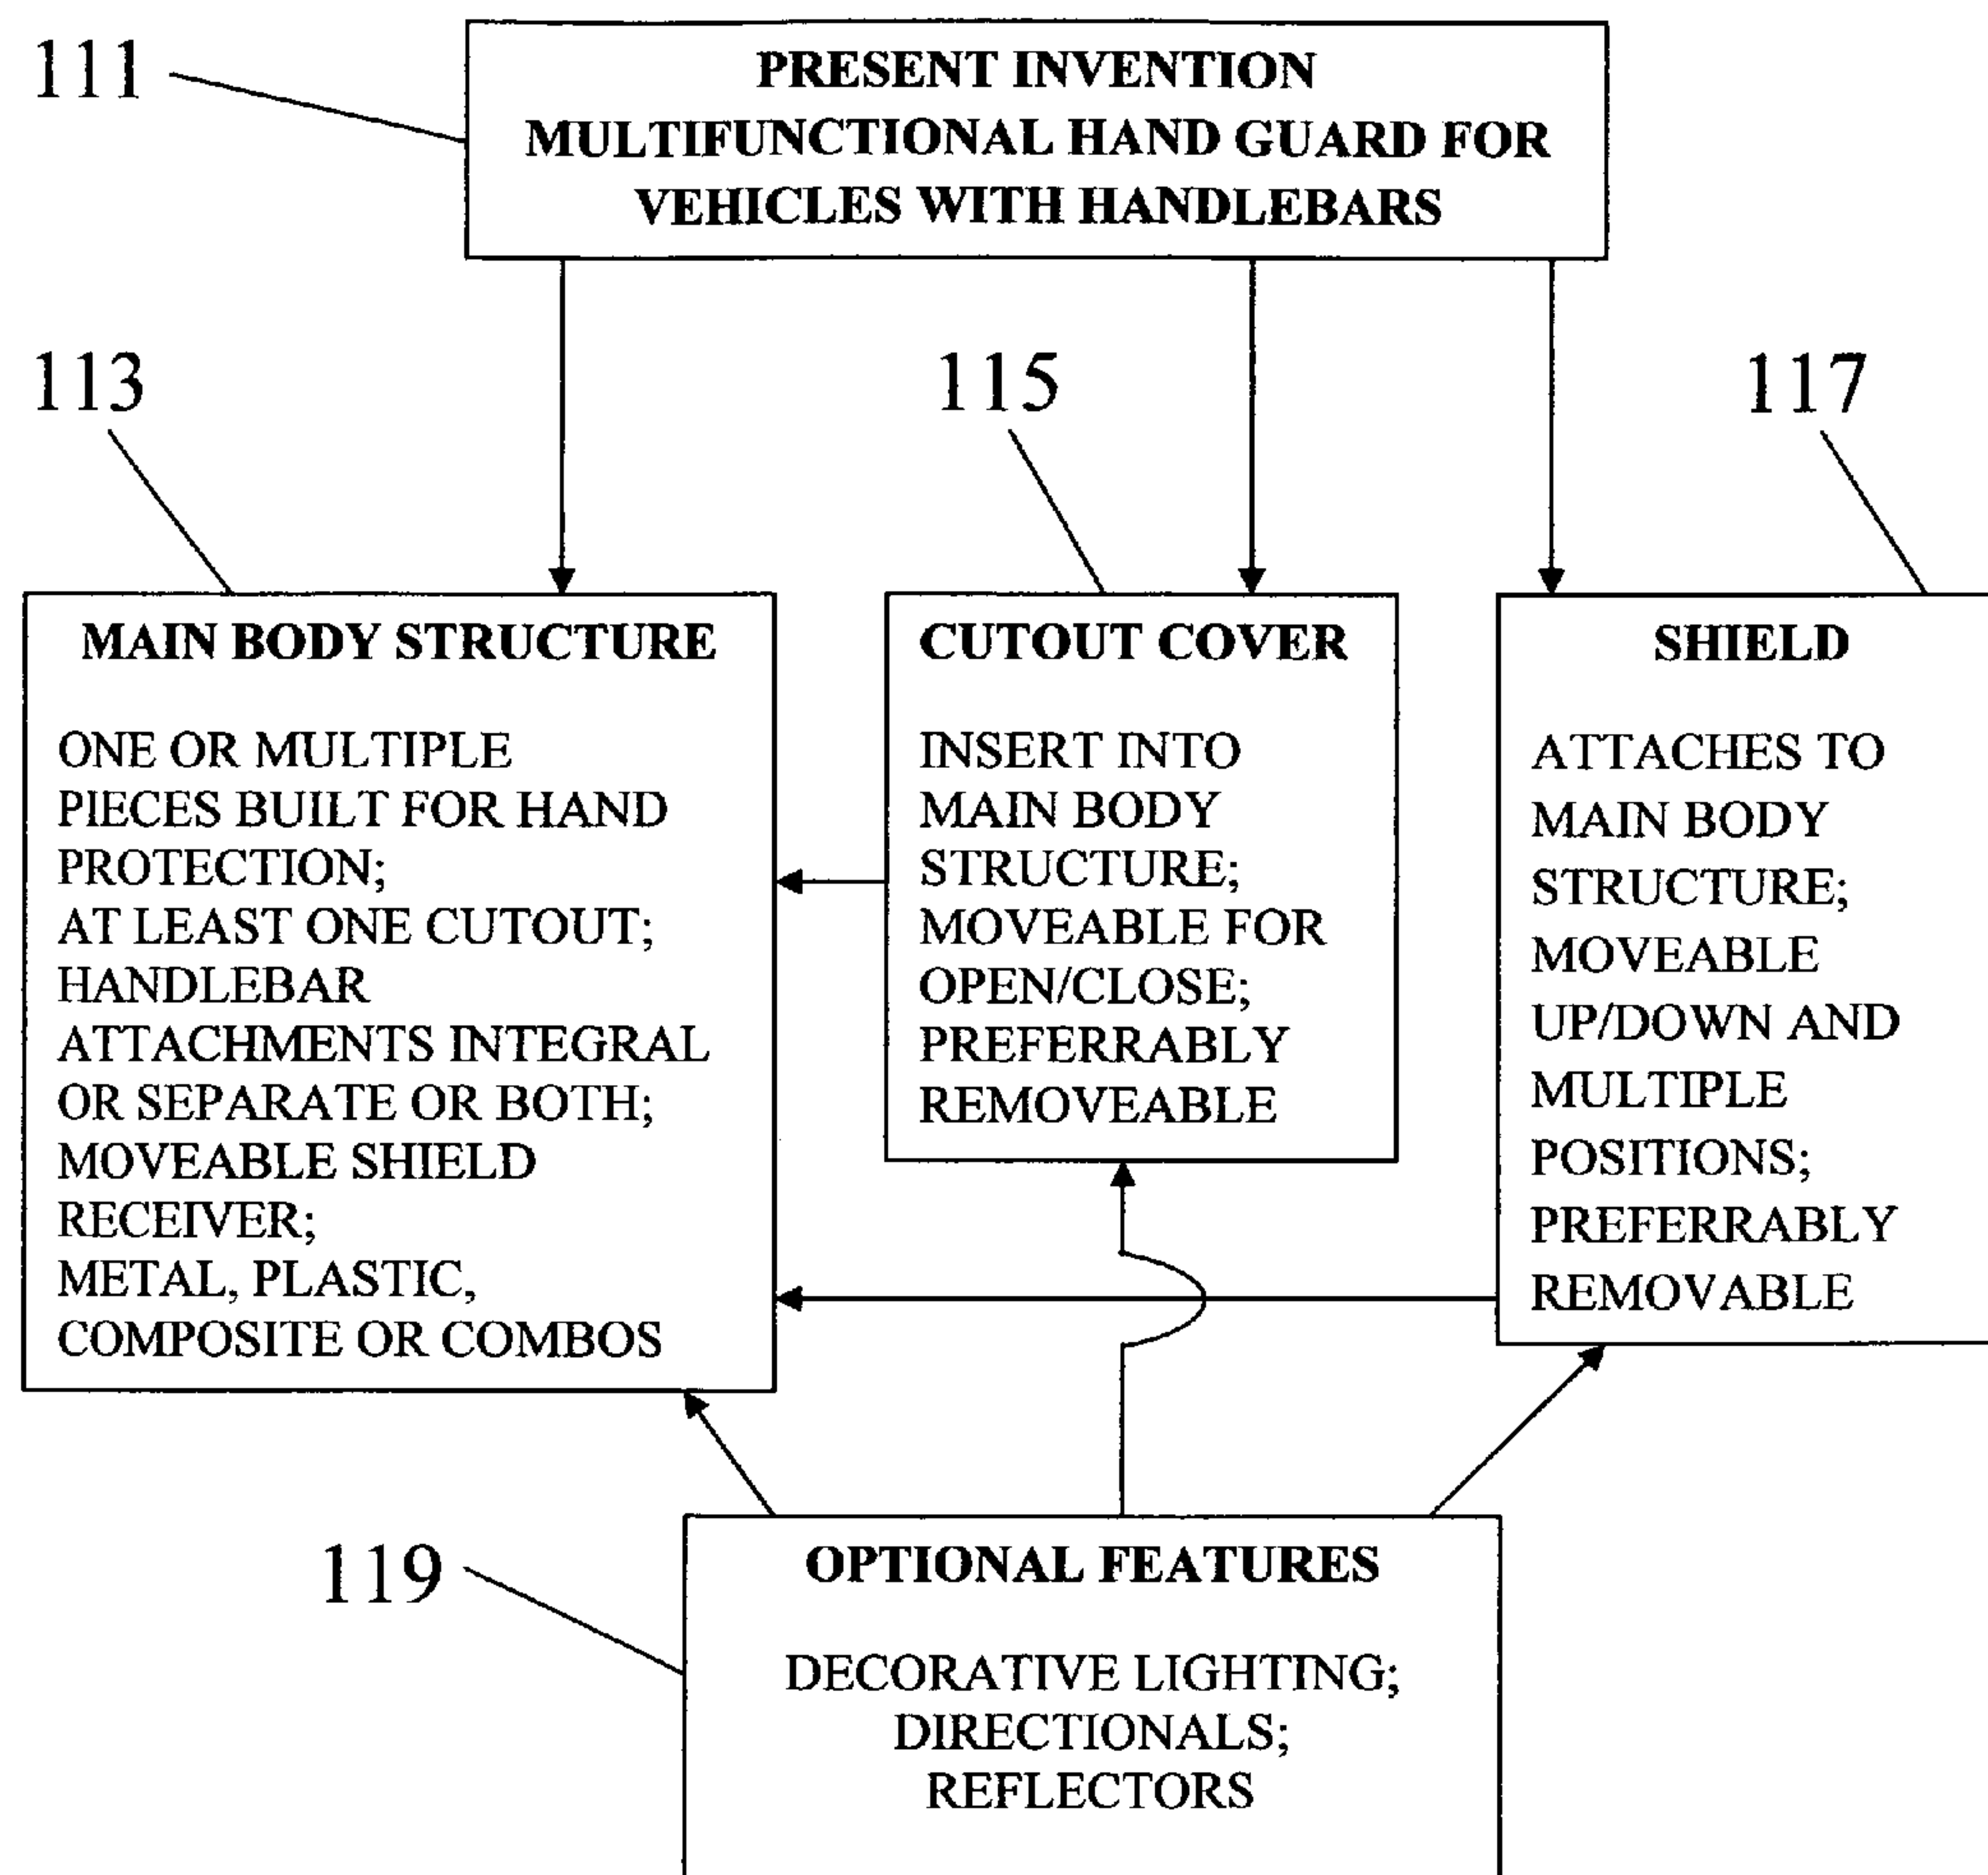 111
PRESENT INVENTION
MULTIFUNCTIONAL HAND GUARD FOR
VEHICLES WITH HANDLEBARS
113
115
117
MAIN BODY STRUCTURE
ONE OR MULTIPLE
PIECES BUILT FOR HAND
PROTECTION;
AT LEAST ONE CUTOUT;
HANDLEBAR
ATTACHMENTS INTEGRAL
OR SEPARATE OR BOTH;
MOVEABLE SHIELD
RECEIVER;
METAL, PLASTIC,
COMPOSITE OR COMBOS
CUTOUT COVER
INSERT INTO
MAIN BODY
STRUCTURE;
MOVEABLE FOR
OPEN/CLOSE;
PREFERRABLY
REMOVEABLE
SHIELD
ATTACHES TO
MAIN BODY
STRUCTURE;
MOVEABLE
UP/DOWN AND
MULTIPLE
POSITIONS;
PREFERRABLY
REMOVABLE
119
OPTIONAL FEATURES
DECORATIVE LIGHTING;
DIRECTIONALS;
REFLECTORS